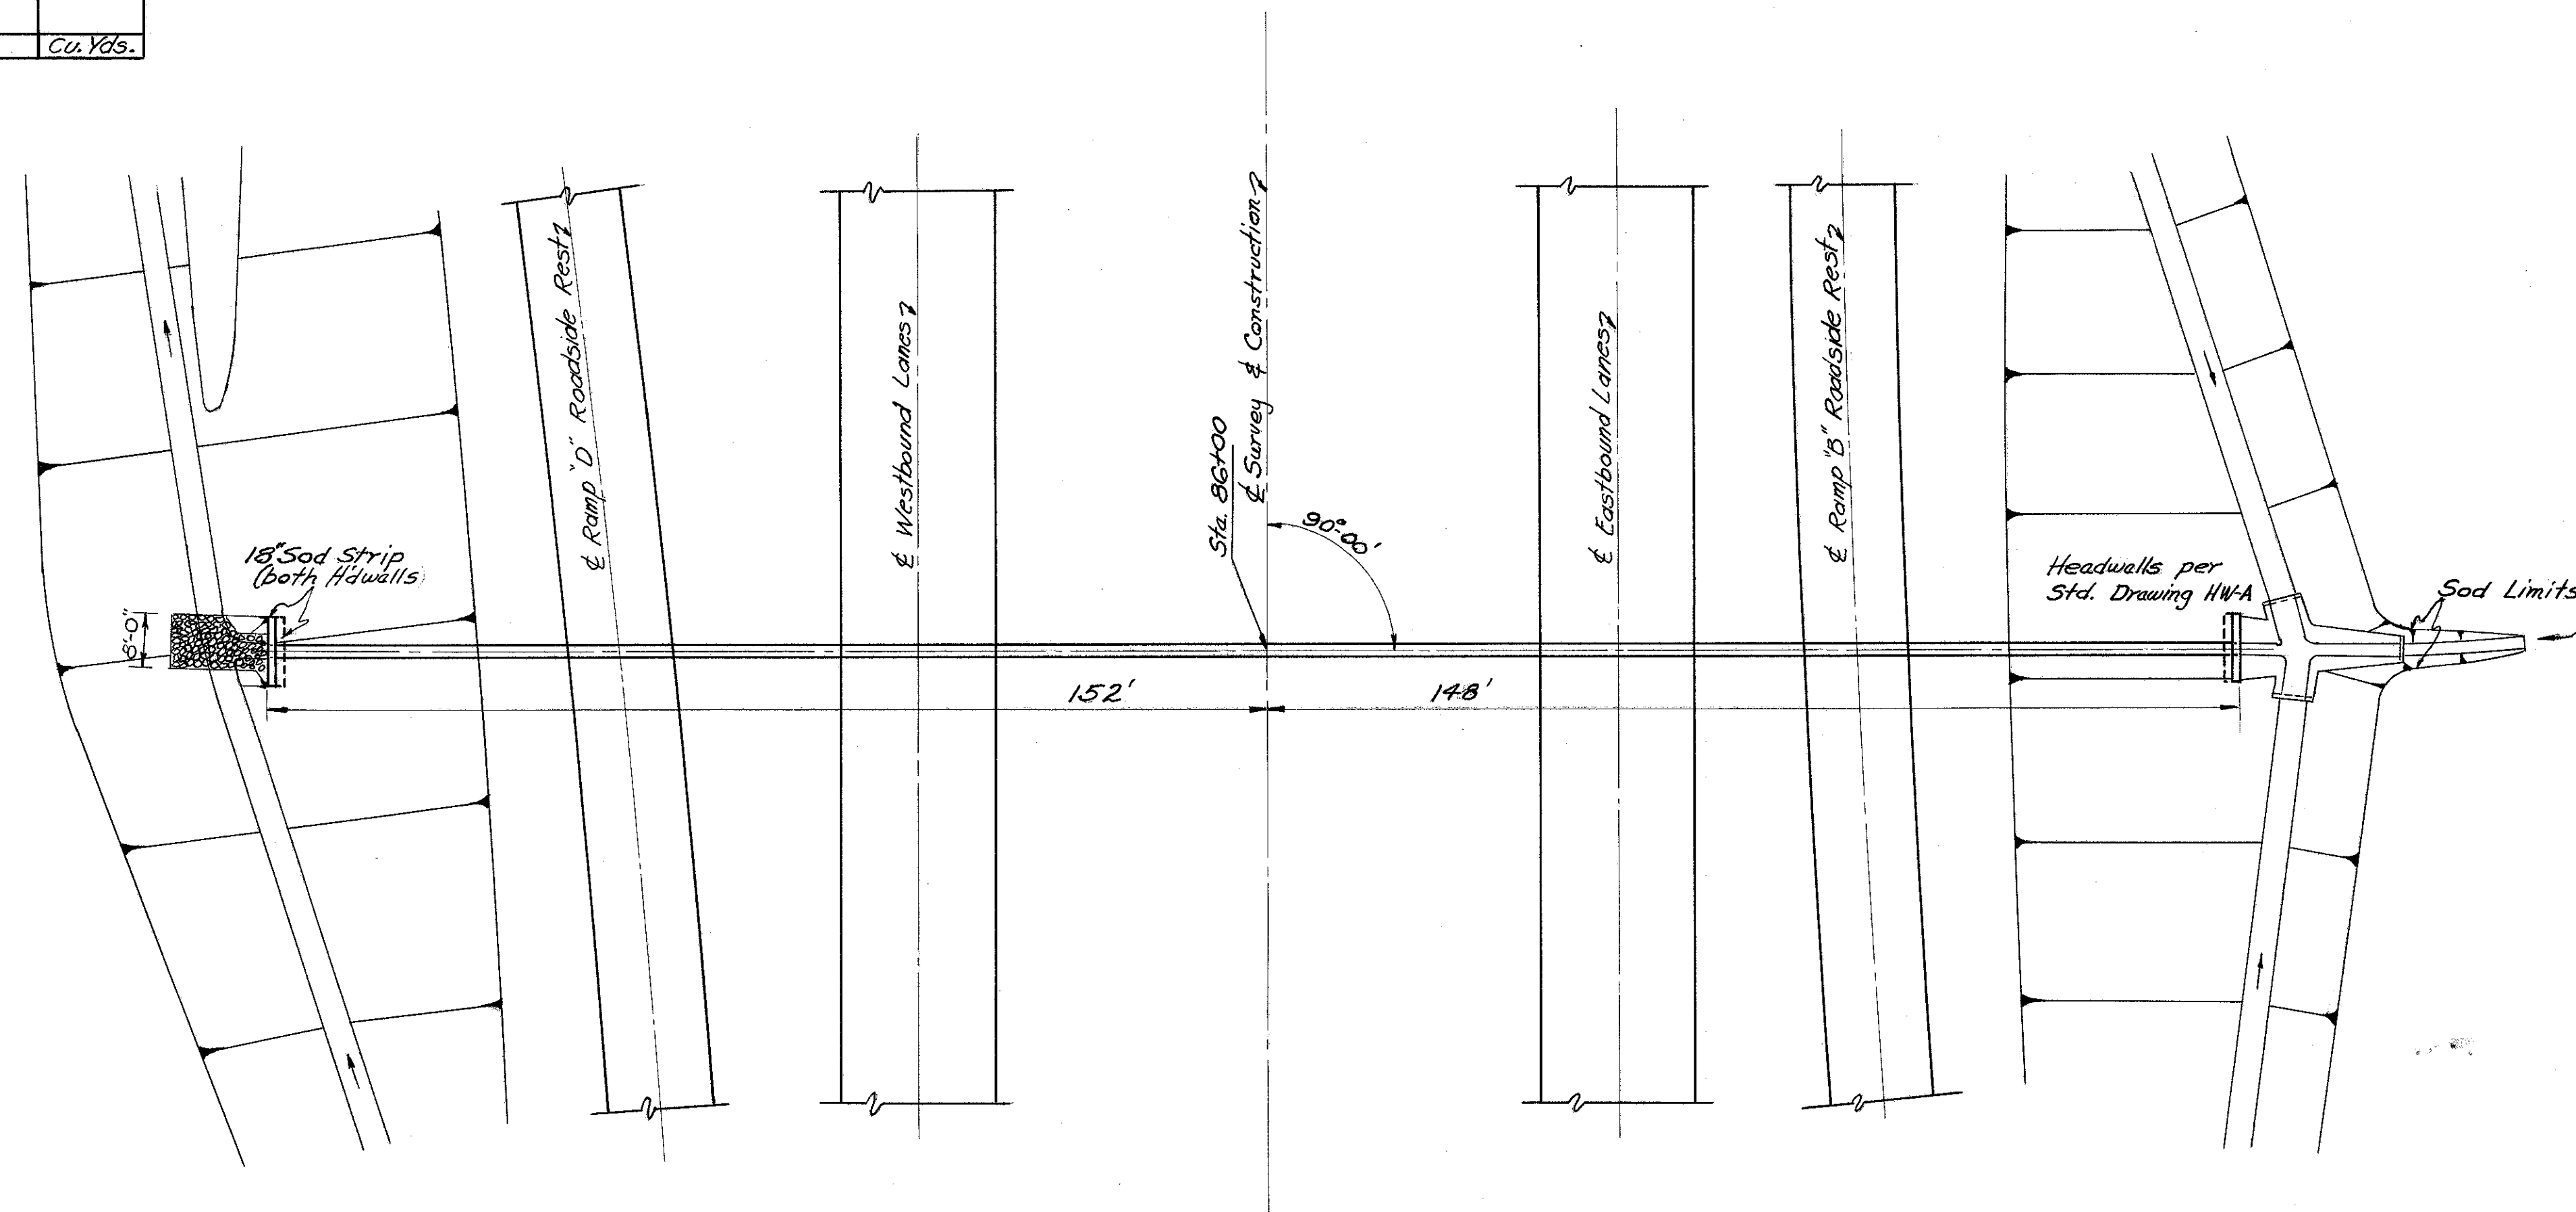 Cu. Yds.
℄ Ramp "D" Roadside Rest
℄ Westbound Lanes
Sta. 86+00
℄ Survey & Construction
90°-00'
℄ Eastbound Lanes
℄ Ramp "B" Roadside Rest
18" Sod Strip
(both H'dwalls)
8'-0"
Headwalls per
Std. Drawing HW-A
Sod Limits
152'
148'